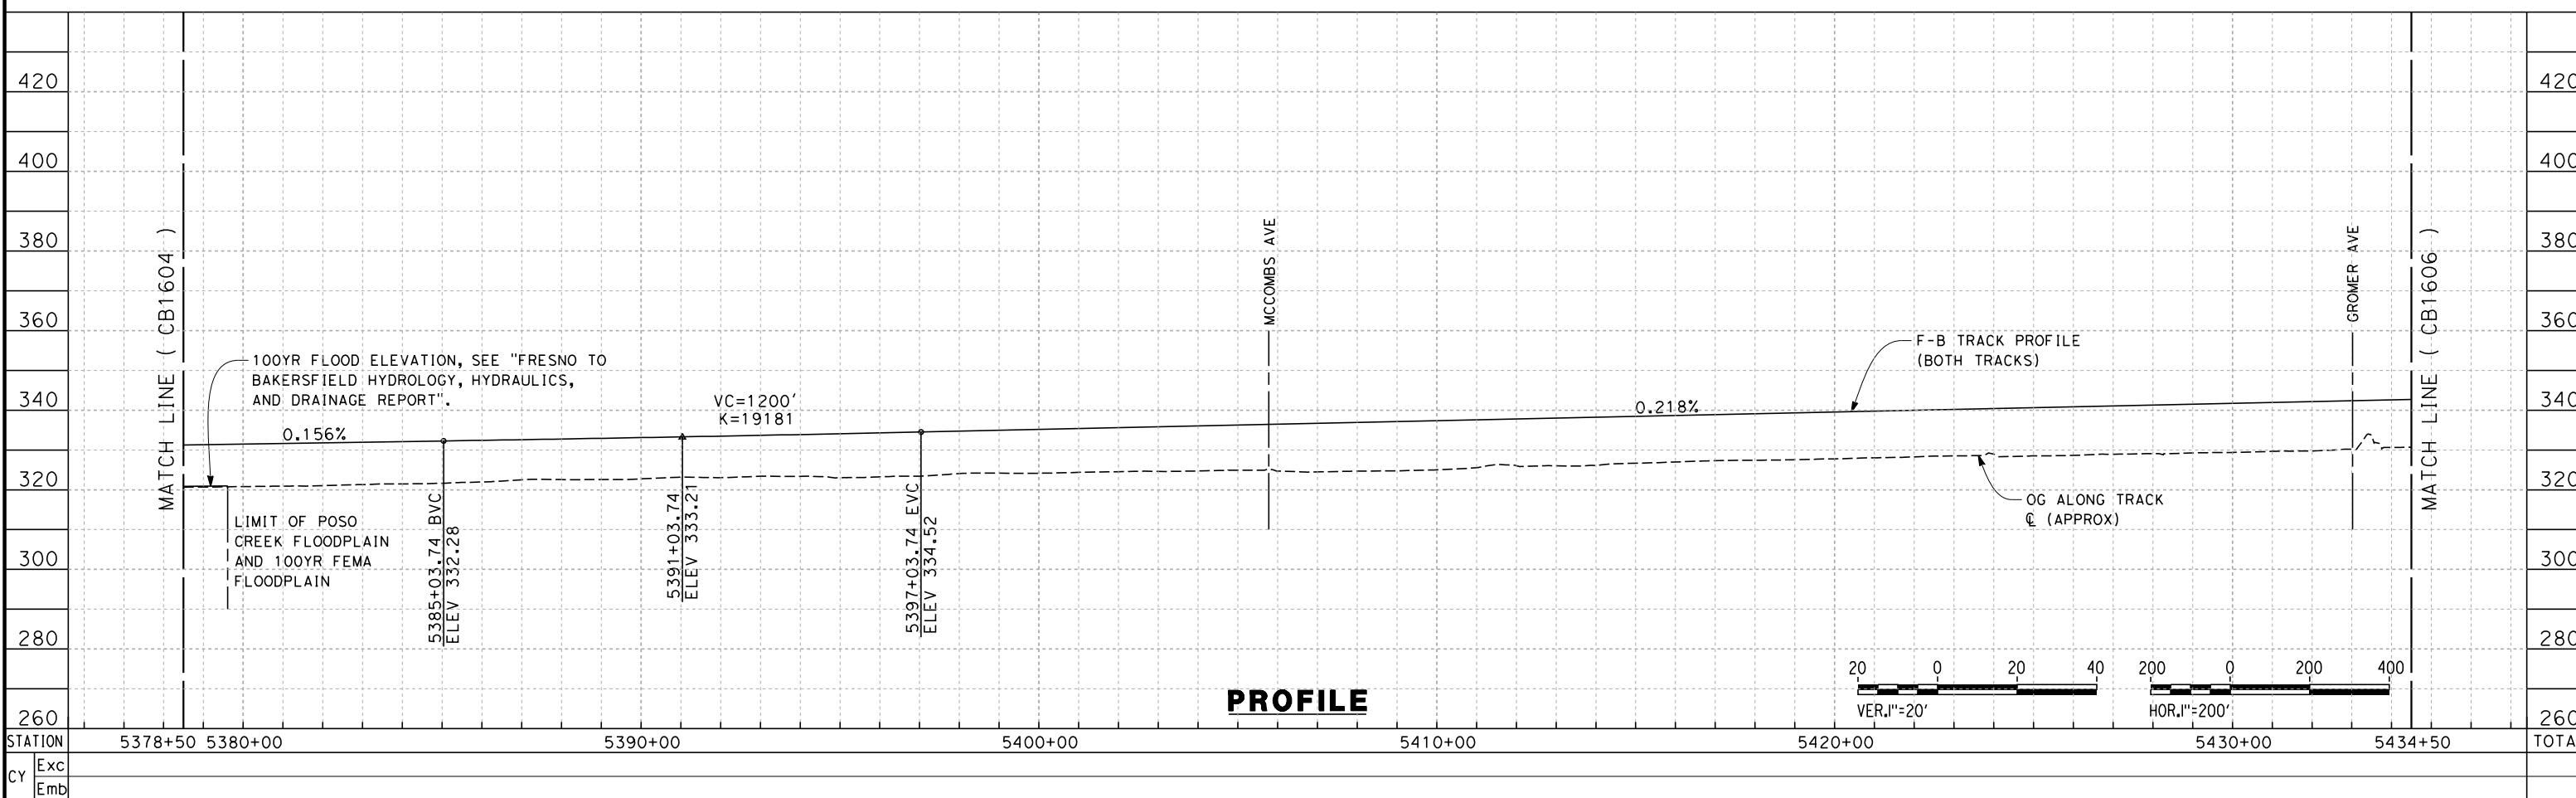 420
400
380
360
340
320
300
280
260
MATCH LINE ( CB1604 )
100YR FLOOD ELEVATION, SEE "FRESNO TO
BAKERSFIELD HYDROLOGY, HYDRAULICS,
AND DRAINAGE REPORT".
0.156%
LIMIT OF POSO
CREEK FLOODPLAIN
AND 100YR FEMA
FLOODPLAIN
5385+03.74 BVC
ELEV 332.28
VC=1200'
K=19181
5391+03.74
ELEV 333.21
5397+03.74 EVC
ELEV 334.52
MCCOMBS AVE
0.218%
F-B TRACK PROFILE
(BOTH TRACKS)
OG ALONG TRACK
℄ (APPROX)
GROMER AVE
MATCH LINE ( CB1606 )
420
400
380
360
340
320
300
280
260
PROFILE
20 0 20 40
VER.1"=20'
200 0 200 400
HOR.1"=200'
STATION 5378+50 5380+00 5390+00 5400+00 5410+00 5420+00 5430+00 5434+50 TOTA
CY
Exc
Emb